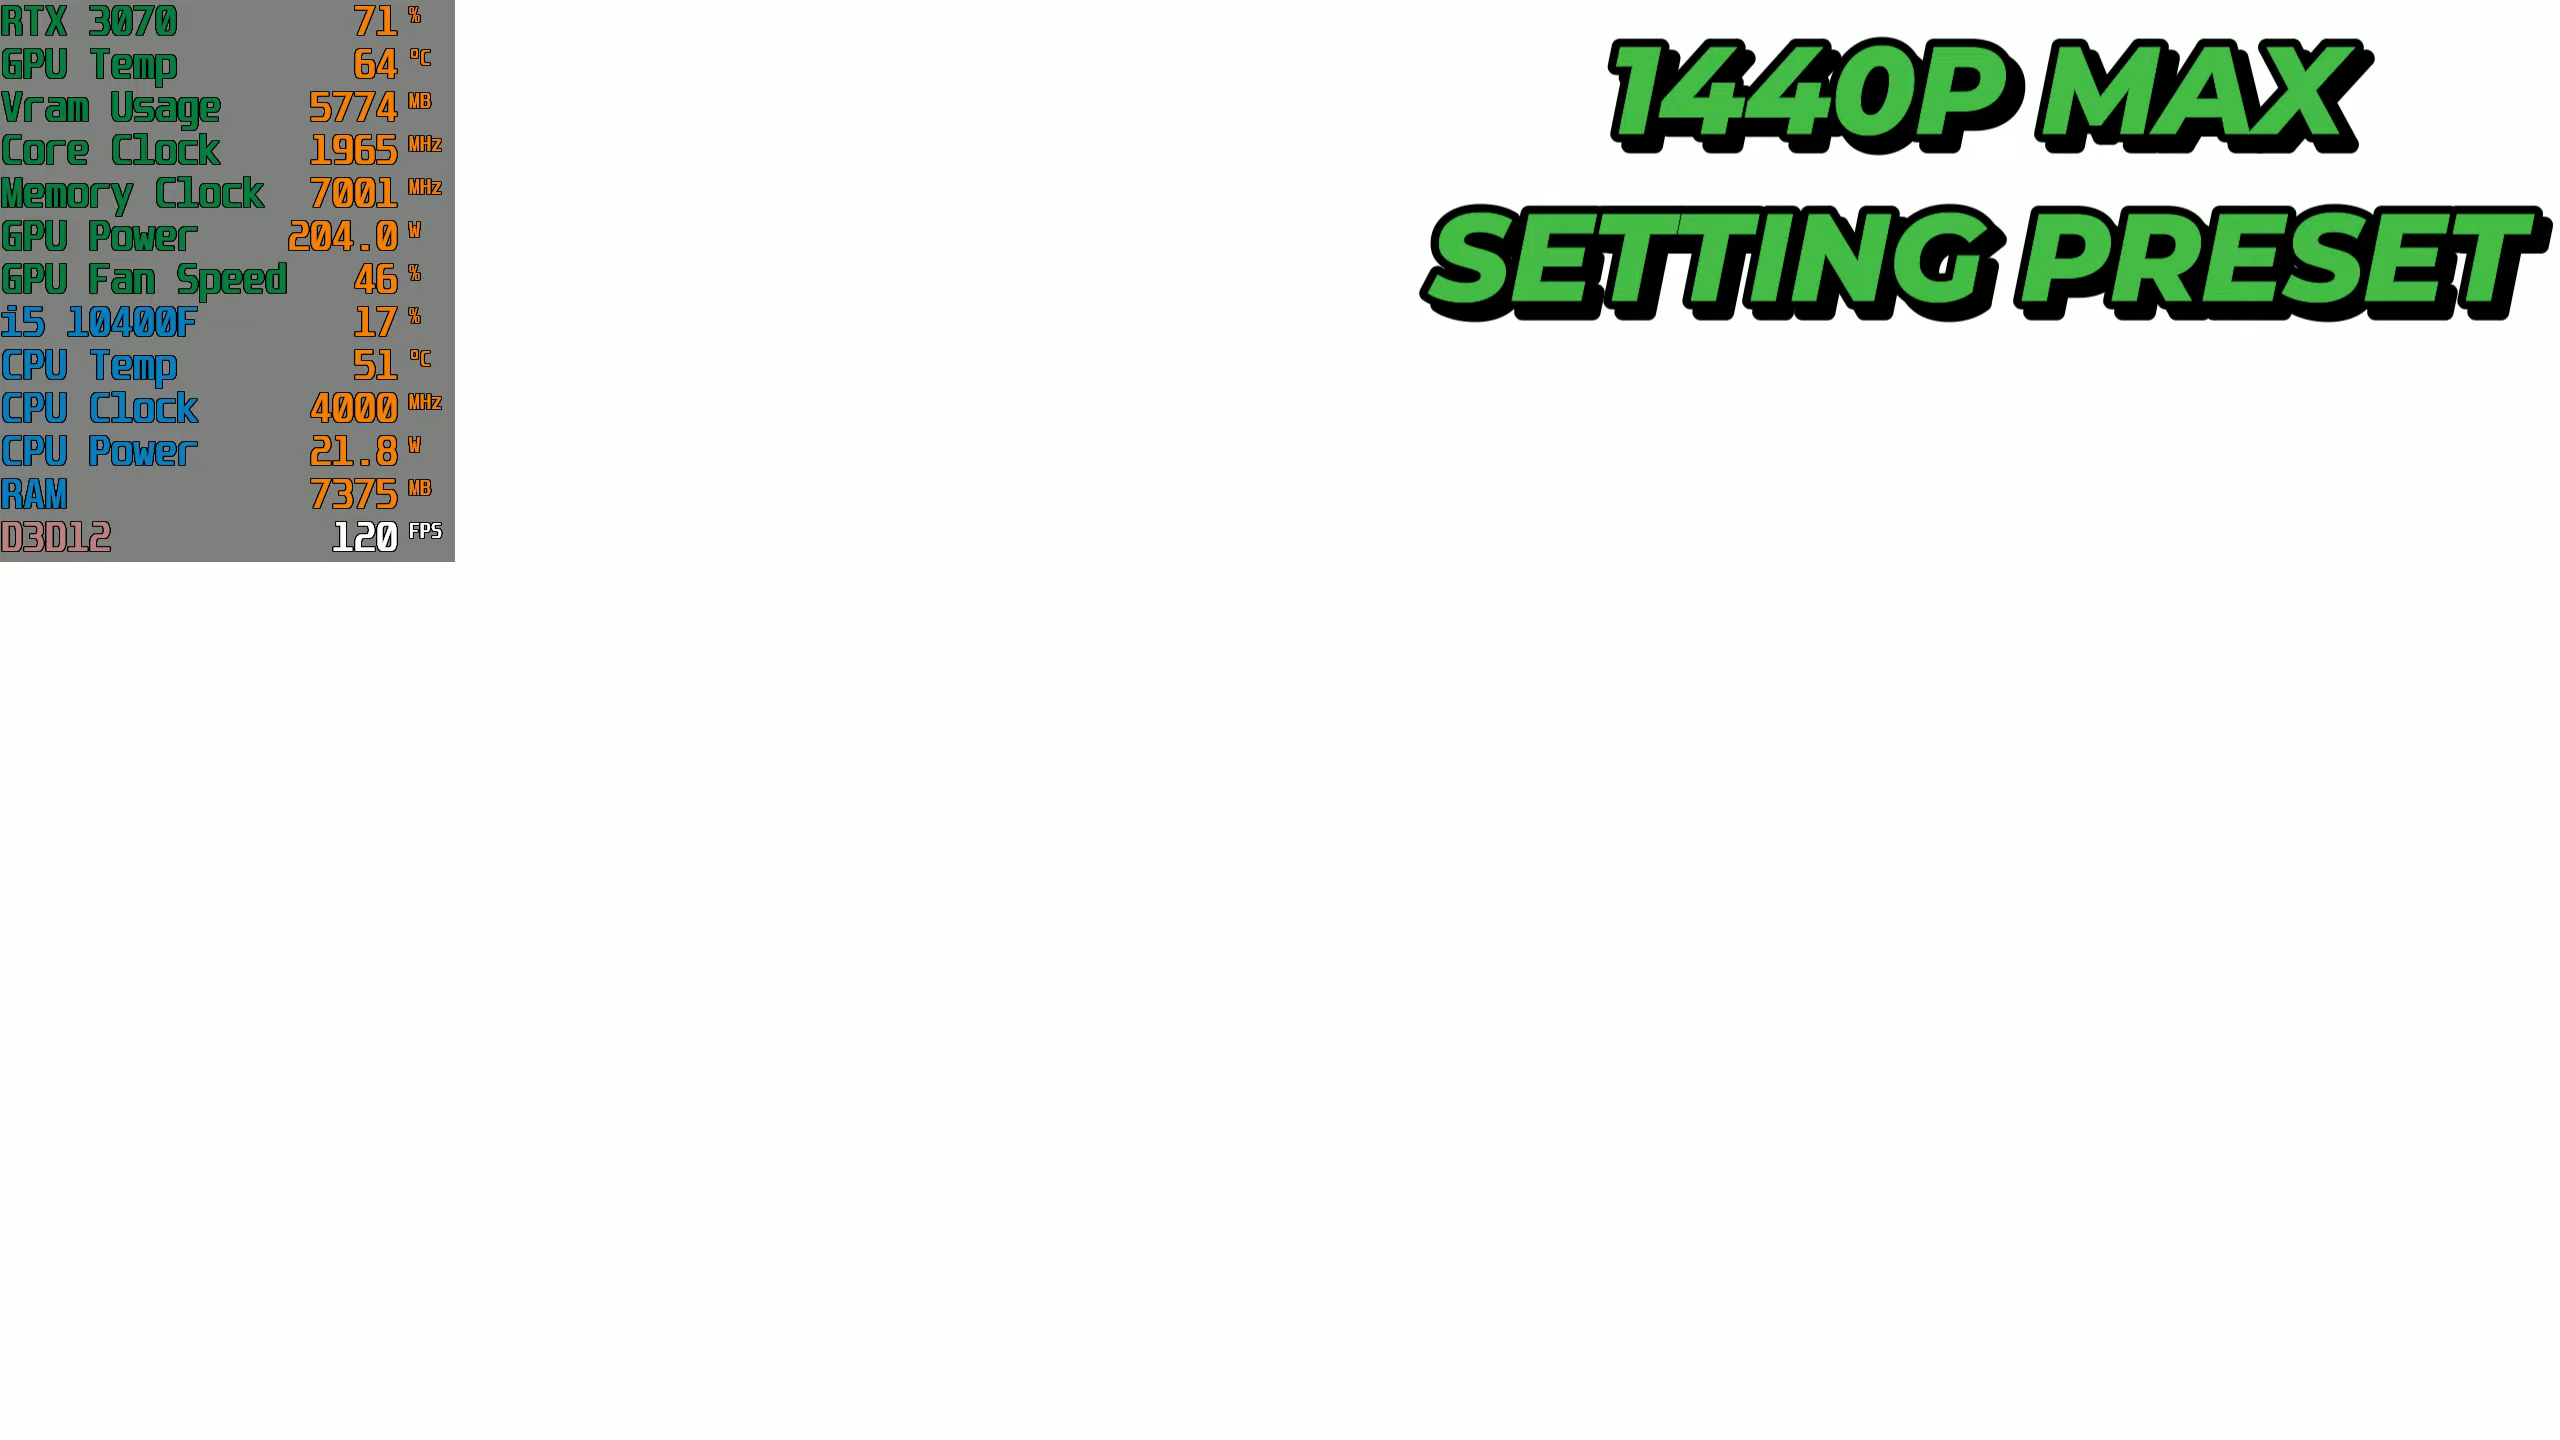 RTX 3070 71 %
GPU Temp 64 °C
Vram Usage 5774 MB
Core Clock 1965 MHz
Memory Clock 7001 MHz
GPU Power 204.0 W
GPU Fan Speed 46 %
i5 10400F 17 %
CPU Temp 51 °C
CPU Clock 4000 MHz
CPU Power 21.8 W
RAM 7375 MB
D3D12 120 FPS
1440P MAX
SETTING PRESET